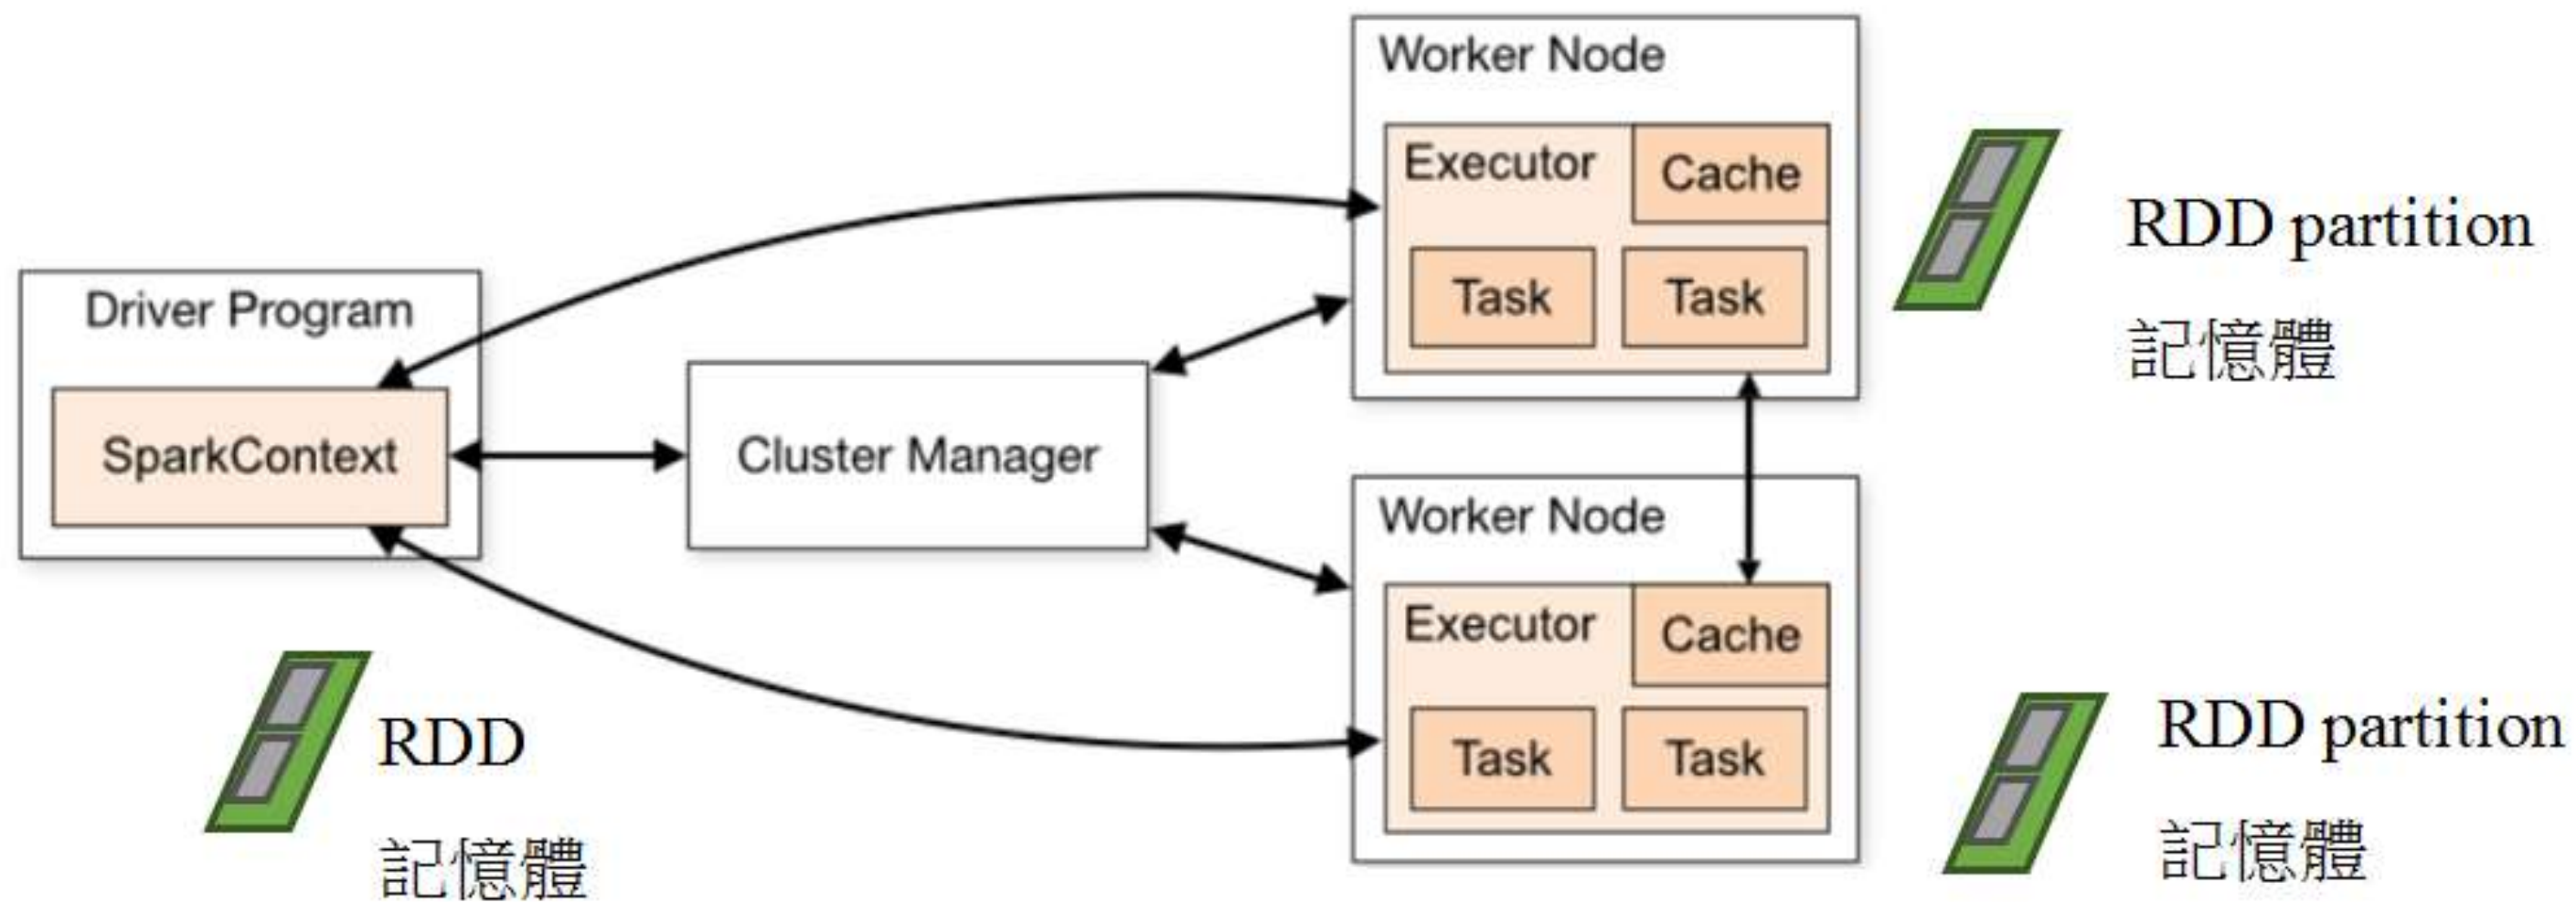 Driver Program
SparkContext
RDD
記憶體
Cluster Manager
Worker Node
Executor
Cache
Task
Task
RDD partition
記憶體
Worker Node
Executor
Cache
Task
Task
RDD partition
記憶體